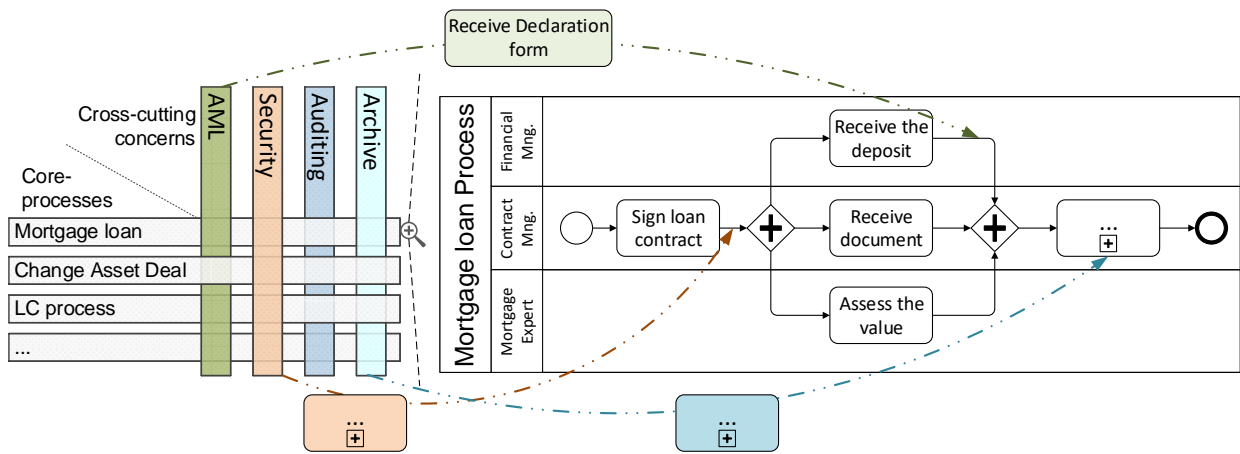 Receive Declaration
form
Cross-cutting
concerns
Core-
processes
AML
Security
Auditing
Archive
Mortgage loan
Change Asset Deal
LC process
...
Mortgage loan Process
Financial
Mng.
Contract
Mng.
Mortgage
Expert
Receive the
deposit
Sign loan
contract
Receive
document
...
Assess the
value
...
...